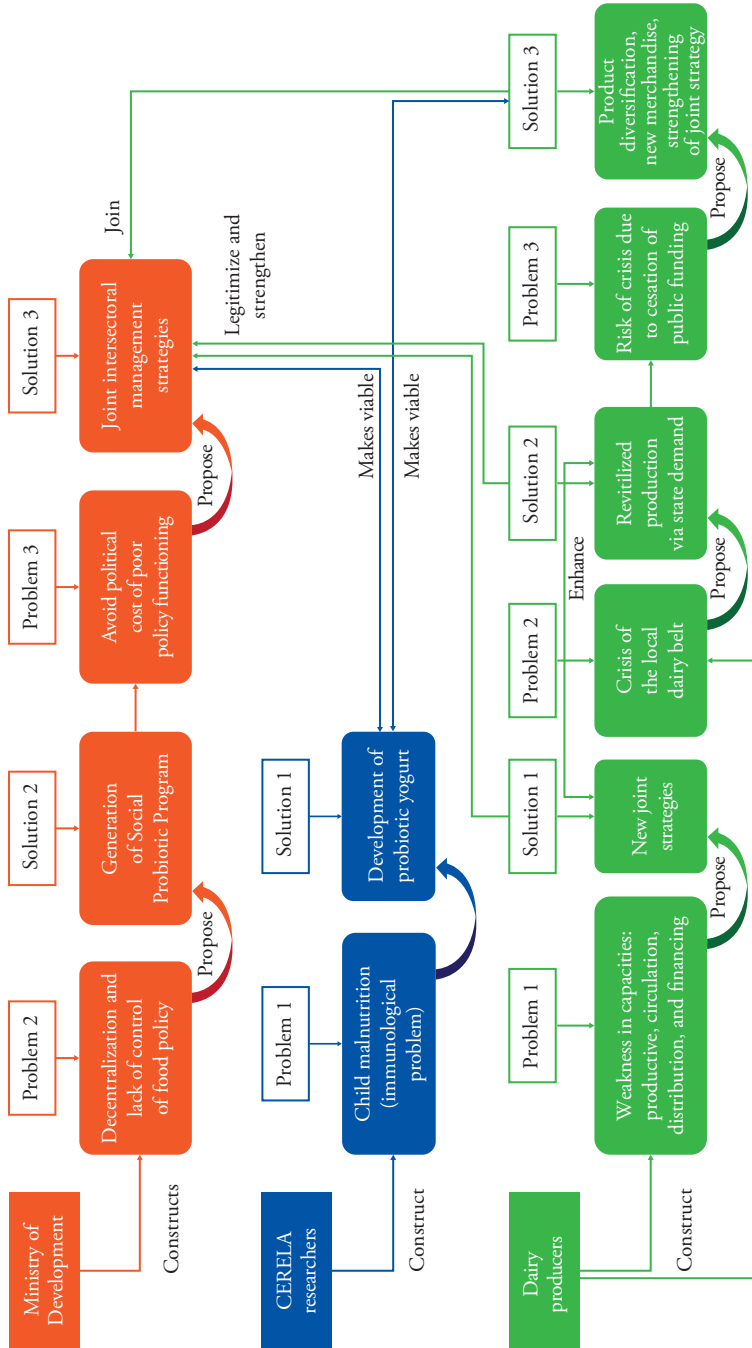 Ministry of
Development
Constructs
Problem 2
Decentralization and
lack of control
of food policy
Propose
Solution 2
Generation
of Social
Probiotic Program
Problem 3
Avoid political
cost of poor
policy functioning
Propose
Solution 3
Joint intersectoral
management
strategies
Join
Legitimize and
strengthen
CERELA
researchers
Construct
Problem 1
Child malnutrition
(immunological
problem)
Solution 1
Development of
probiotic yogurt
Makes viable
Makes viable
Dairy
producers
Construct
Problem 1
Weakness in capacities:
productive, circulation,
distribution, and financing
Propose
Solution 1
New joint
strategies
Problem 2
Crisis of
the local
dairy belt
Propose
Enhance
Solution 2
Revitilized
production
via state demand
Problem 3
Risk of crisis due
to cesation of
public funding
Propose
Solution 3
Product
diversification,
new merchandise,
strengthening
of joint strategy